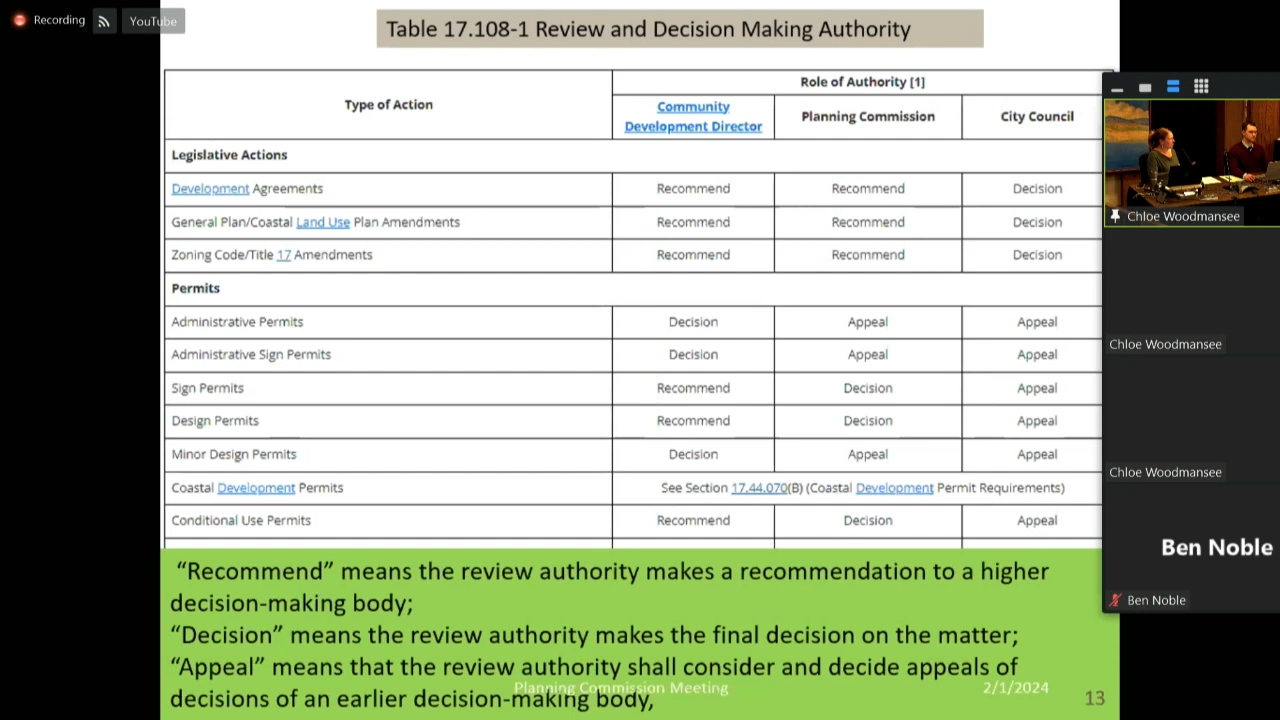 Recording
YouTube
Table 17.108-1 Review and Decision Making Authority
Type of Action
Role of Authority [1]
Community
Development Director
Planning Commission
City Council
Legislative Actions
Development Agreements Recommend Recommend Decision
General Plan/Coastal Land Use Plan Amendments Recommend Recommend Decision
Zoning Code/Title 17 Amendments Recommend Recommend Decision
Permits
Administrative Permits Decision Appeal Appeal
Administrative Sign Permits Decision Appeal Appeal
Sign Permits Recommend Decision Appeal
Design Permits Recommend Decision Appeal
Minor Design Permits Decision Appeal Appeal
Coastal Development Permits See Section 17.44.070(B) (Coastal Development Permit Requirements)
Conditional Use Permits Recommend Decision Appeal
“Recommend” means the review authority makes a recommendation to a higher
decision-making body;
“Decision” means the review authority makes the final decision on the matter;
“Appeal” means that the review authority shall consider and decide appeals of
decisions of an earlier decision-making body,
Planning Commission Meeting
2/1/2024
13
Chloe Woodmansee
Chloe Woodmansee
Chloe Woodmansee
Ben Noble
Ben Noble